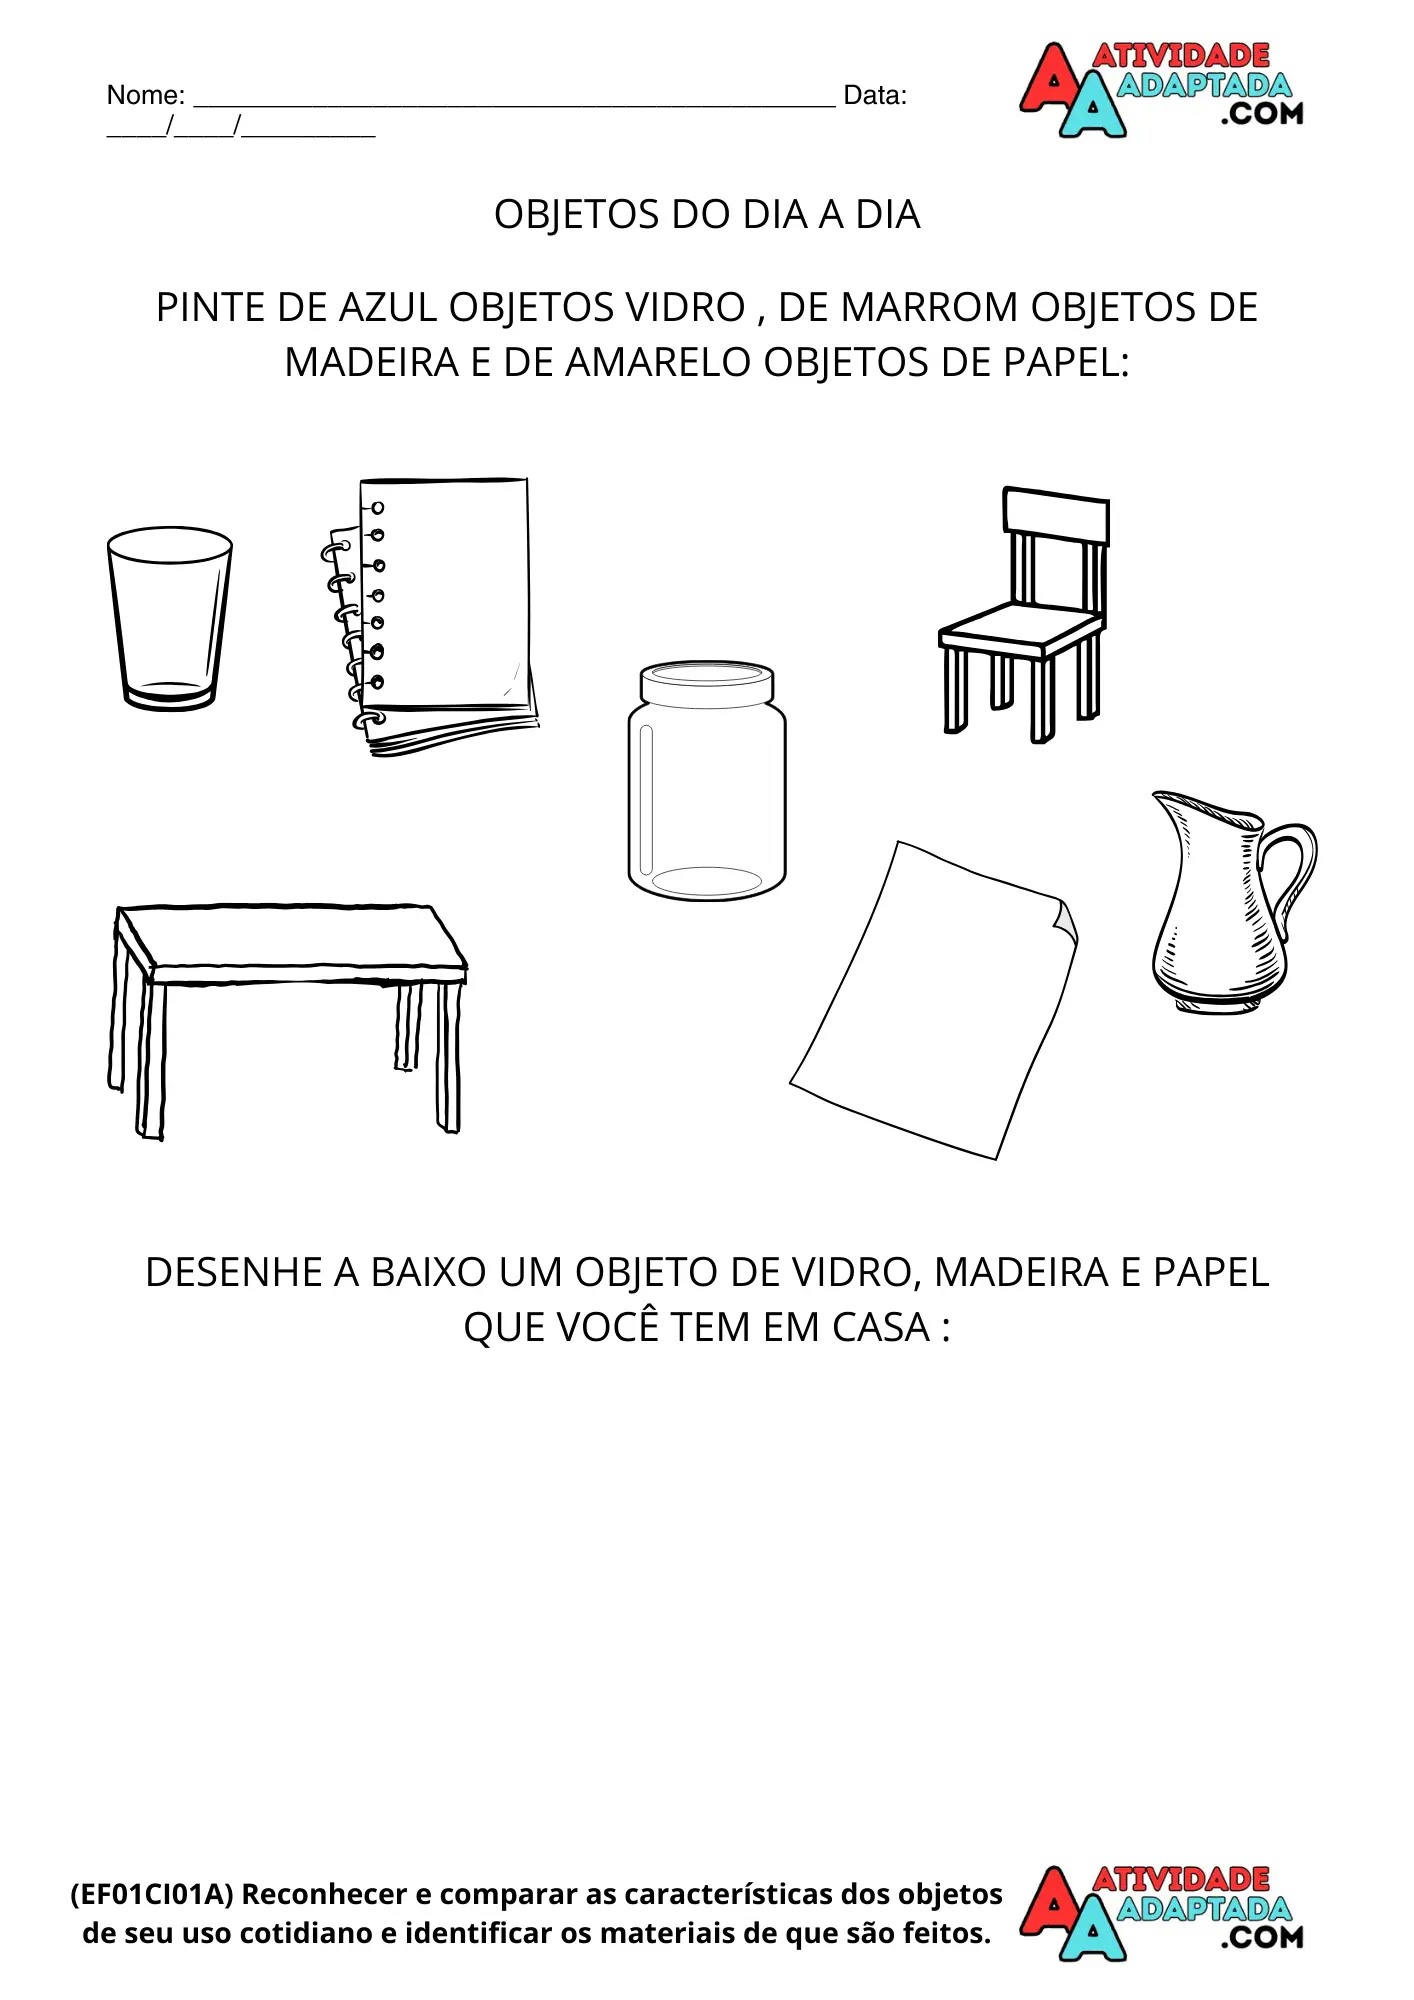 Nome: ___________________________________________ Data:
____/____/_________
ATIVIDADE
ADAPTADA
.COM
OBJETOS DO DIA A DIA
PINTE DE AZUL OBJETOS VIDRO , DE MARROM OBJETOS DE
MADEIRA E DE AMARELO OBJETOS DE PAPEL:
DESENHE A BAIXO UM OBJETO DE VIDRO, MADEIRA E PAPEL
QUE VOCÊ TEM EM CASA :
(EF01CI01A) Reconhecer e comparar as características dos objetos
de seu uso cotidiano e identificar os materiais de que são feitos.
AA
ATIVIDADE
ADAPTADA
.COM